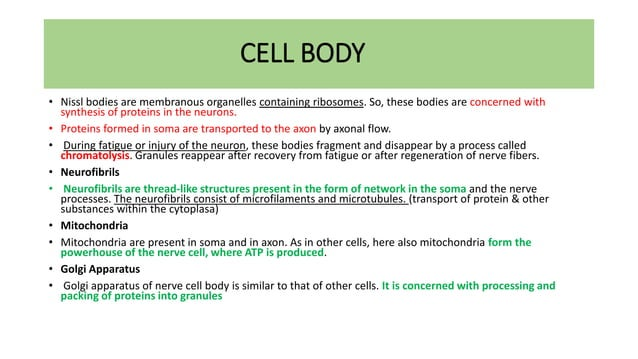 CELL BODY
• Nissl bodies are membranous organelles containing ribosomes. So, these bodies are concerned with
synthesis of proteins in the neurons.
• Proteins formed in soma are transported to the axon by axonal flow.
• During fatigue or injury of the neuron, these bodies fragment and disappear by a process called
chromatolysis. Granules reappear after recovery from fatigue or after regeneration of nerve fibers.
• Neurofibrils
• Neurofibrils are thread-like structures present in the form of network in the soma and the nerve
processes. The neurofibrils consist of microfilaments and microtubules. (transport of protein & other
substances within the cytoplasa)
• Mitochondria
• Mitochondria are present in soma and in axon. As in other cells, here also mitochondria form the
powerhouse of the nerve cell, where ATP is produced.
• Golgi Apparatus
• Golgi apparatus of nerve cell body is similar to that of other cells. It is concerned with processing and
packing of proteins into granules